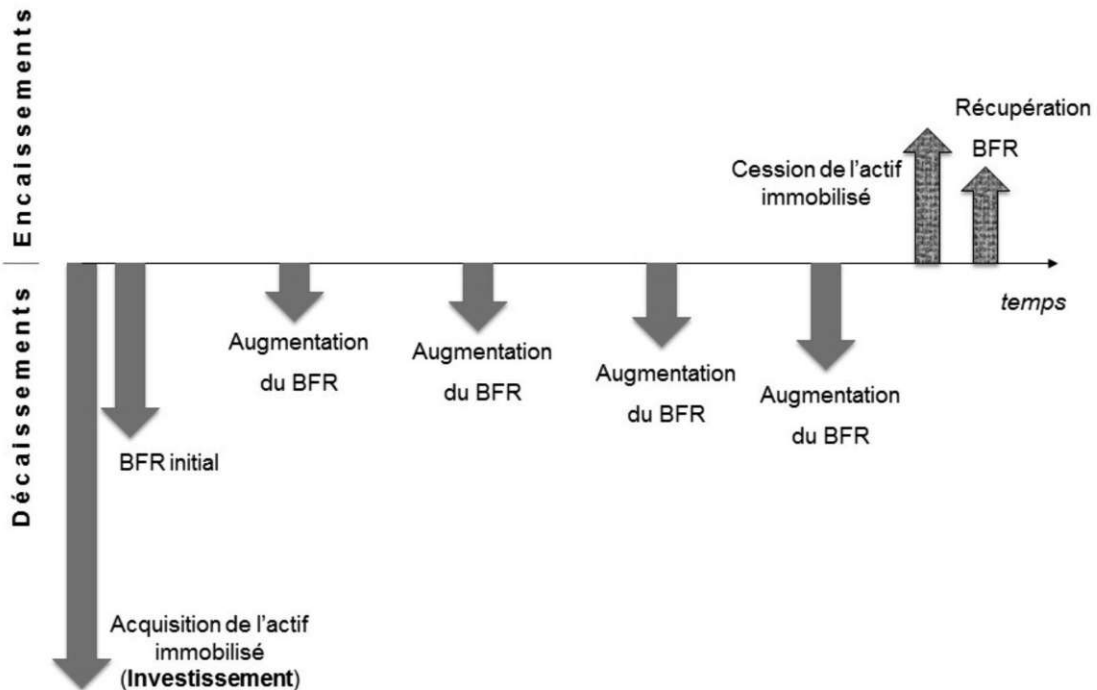 Encaissements
Récupération
BFR
Cession de l'actif
immobilisé
temps
Décaissements
Augmentation
du BFR
Augmentation
du BFR
Augmentation
du BFR
Augmentation
du BFR
BFR initial
Acquisition de l'actif
immobilisé
(Investissement)